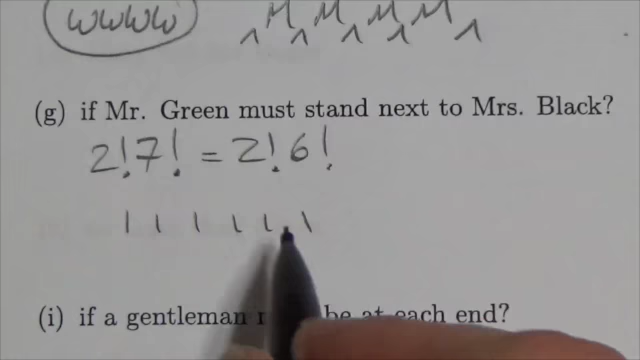 WWWW M M M M
(g) if Mr. Green must stand next to Mrs. Black?
2!7! = 2!6!
(i) if a gentleman be at each end?